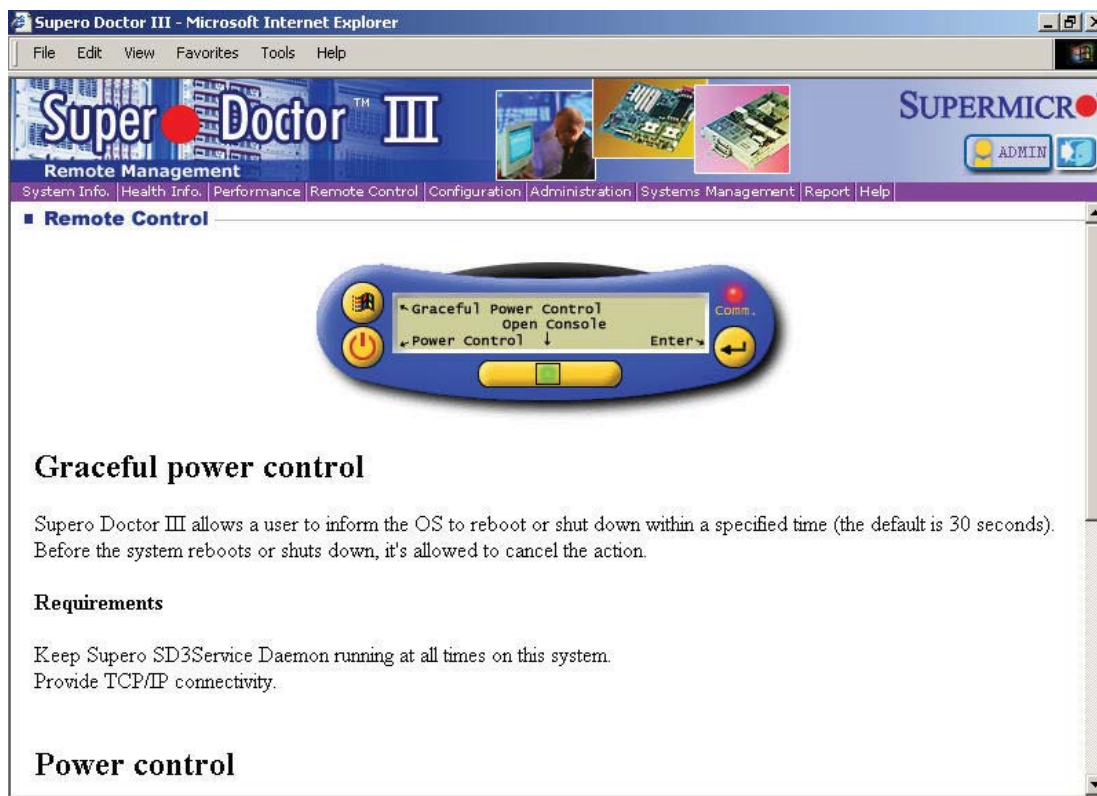 Supero Doctor III - Microsoft Internet Explorer
File Edit View Favorites Tools Help
Super Doctor™ III
SUPERMICR
ADMIN
Remote Management
System Info. Health Info. Performance Remote Control Configuration Administration Systems Management Report Help
Remote Control
Graceful Power Control
Open Console
Power Control ↓ Enter
Comm.
Graceful power control
Supero Doctor III allows a user to inform the OS to reboot or shut down within a specified time (the default is 30 seconds).
Before the system reboots or shuts down, it's allowed to cancel the action.
Requirements
Keep Supero SD3Service Daemon running at all times on this system.
Provide TCP/IP connectivity.
Power control